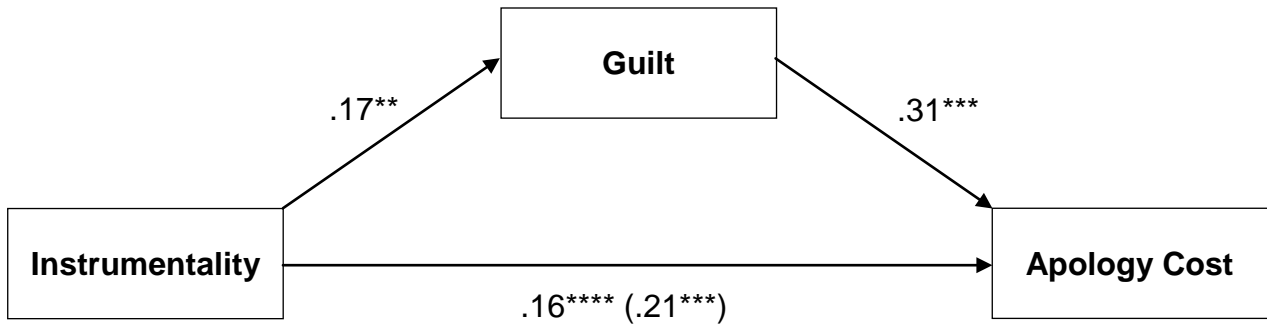 Guilt
.17**
.31***
Instrumentality
Apology Cost
.16**** (.21***)